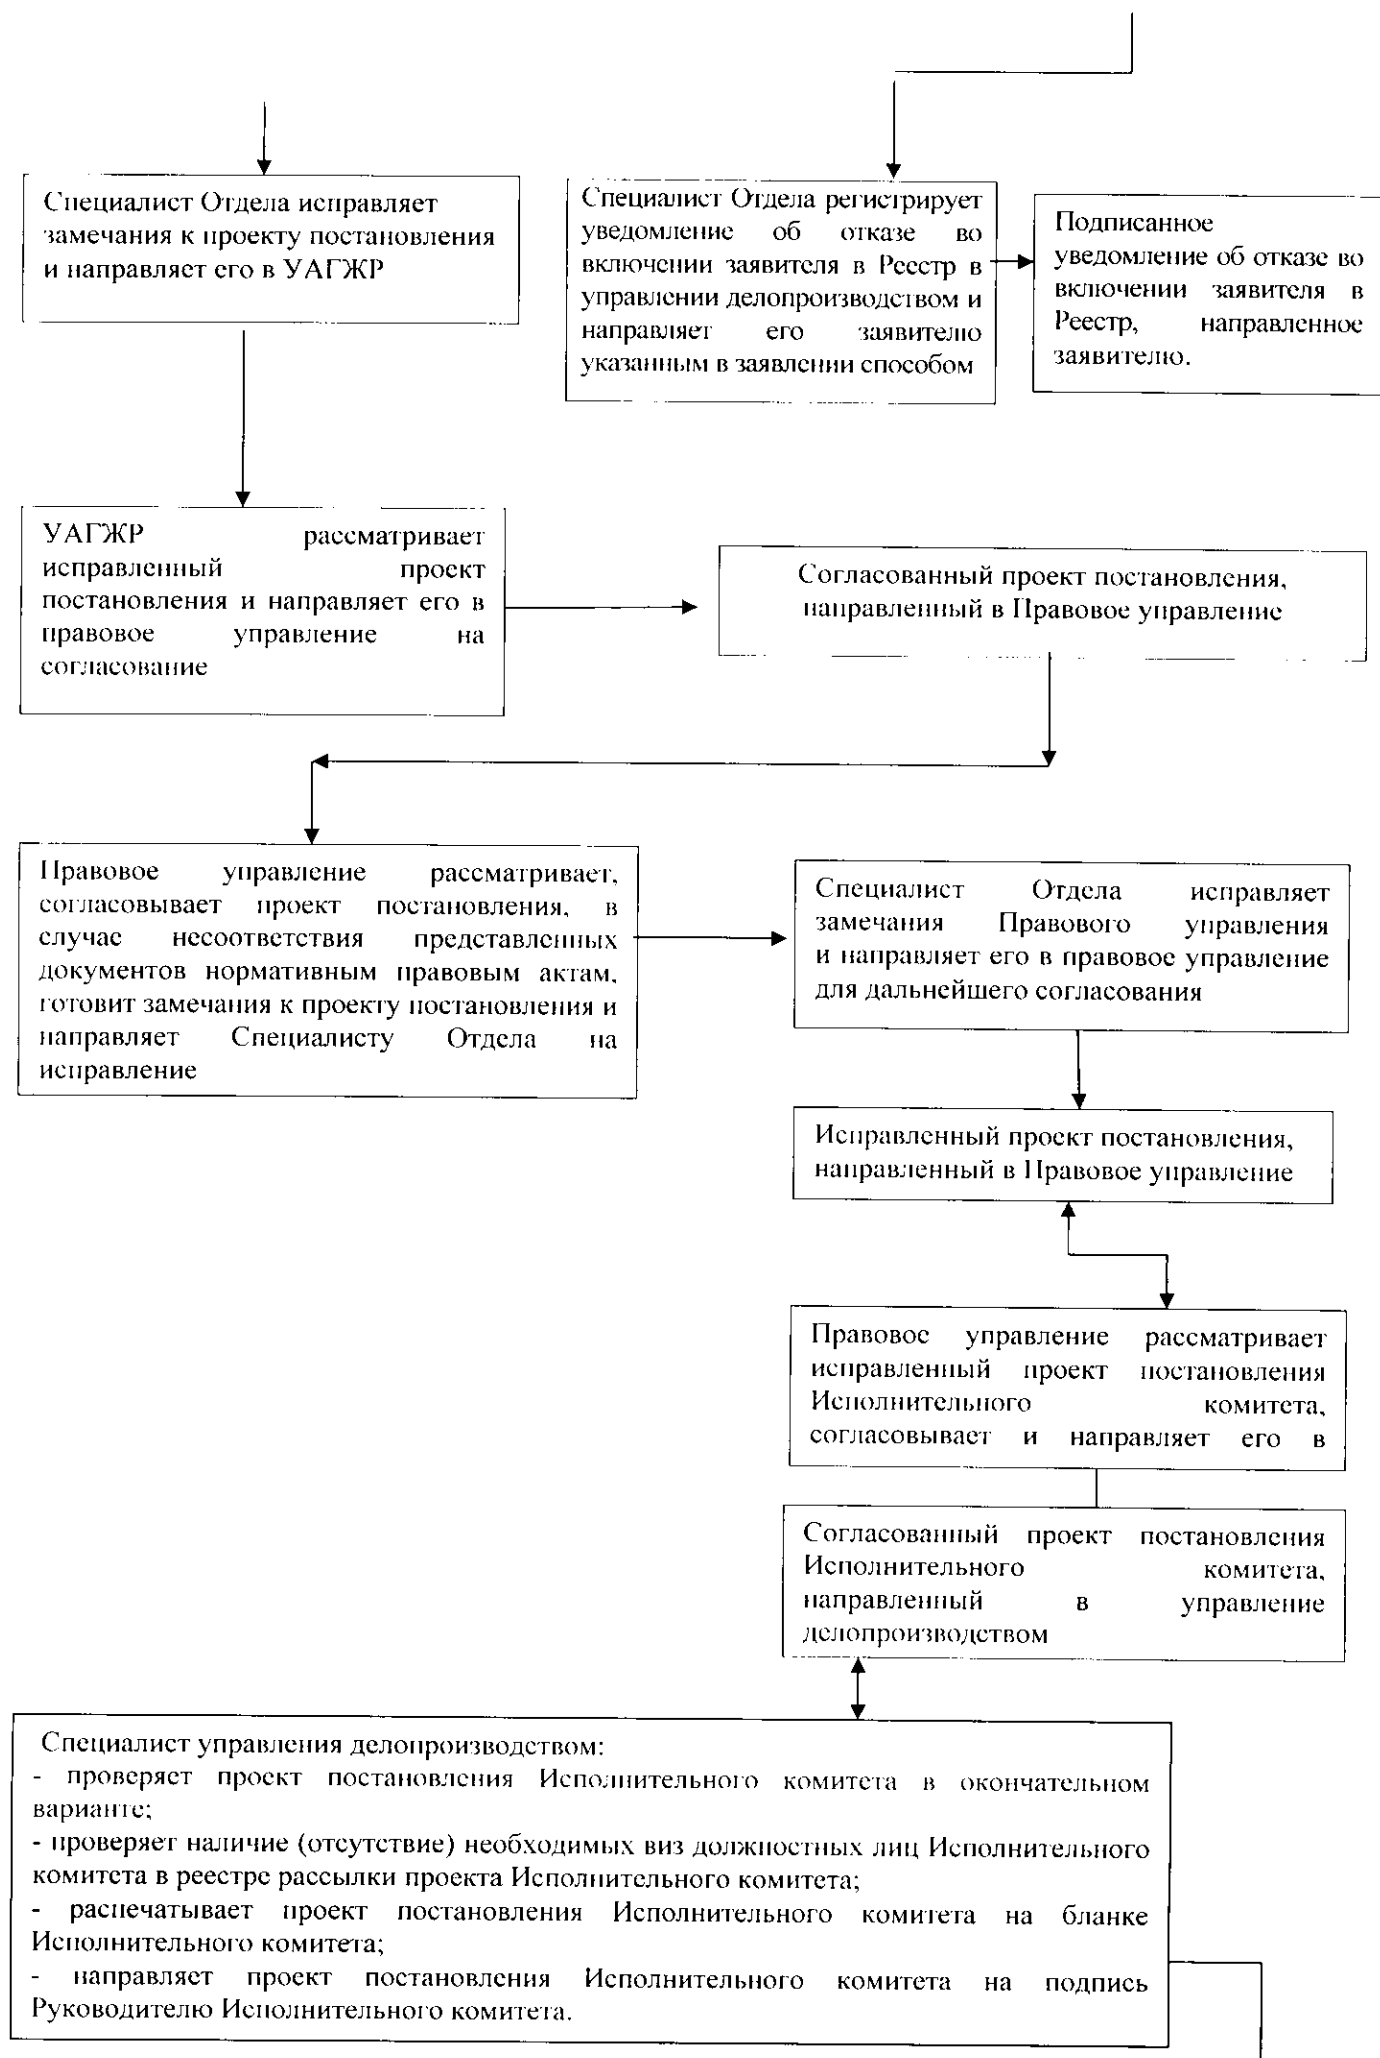 Специалист Отдела исправляет
замечания к проекту постановления
и направляет его в УАГЖР
Специалист Отдела регистрирует
уведомление об отказе во
включении заявителя в Реестр в
управлении делопроизводством и
направляет его заявителю
указанным в заявлении способом
Подписанное
уведомление об отказе во
включении заявителя в
Реестр, направленное
заявителю.
УАГЖР рассматривает
исправленный проект
постановления и направляет его в
правовое управление на
согласование
Согласованный проект постановления,
направленный в Правовое управление
Правовое управление рассматривает,
согласовывает проект постановления, в
случае несоответствия представленных
документов нормативным правовым актам,
готовит замечания к проекту постановления и
направляет Специалисту Отдела на
исправление
Специалист Отдела исправляет
замечания Правового управления
и направляет его в правовое управление
для дальнейшего согласования
Исправленный проект постановления,
направленный в Правовое управление
Правовое управление рассматривает
исправленный проект постановления
Исполнительного комитета,
согласовывает и направляет его в
Согласованный проект постановления
Исполнительного комитета,
направленный в управление
делопроизводством
Специалист управления делопроизводством:
- проверяет проект постановления Исполнительного комитета в окончательном
варианте;
- проверяет наличие (отсутствие) необходимых виз должностных лиц Исполнительного
комитета в реестре рассылки проекта Исполнительного комитета;
- распечатывает проект постановления Исполнительного комитета на бланке
Исполнительного комитета;
- направляет проект постановления Исполнительного комитета на подпись
Руководителю Исполнительного комитета.